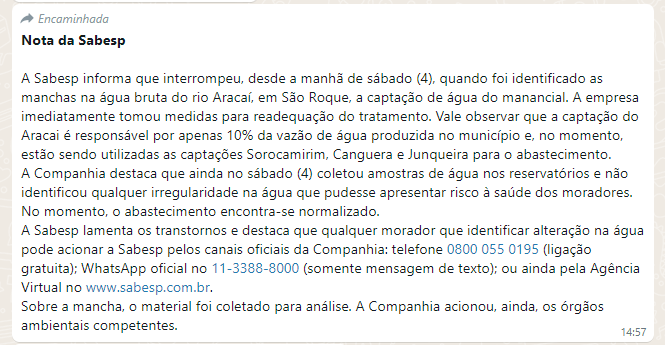 Encaminhada
Nota da Sabesp
A Sabesp informa que interrompeu, desde a manhã de sábado (4), quando foi identificado as
manchas na água bruta do rio Aracaí, em São Roque, a captação de água do manancial. A empresa
imediatamente tomou medidas para readequação do tratamento. Vale observar que a captação do
Aracai é responsável por apenas 10% da vazão de água produzida no município e, no momento,
estão sendo utilizadas as captações Sorocamirim, Canguera e Junqueira para o abastecimento.
A Companhia destaca que ainda no sábado (4) coletou amostras de água nos reservatórios e não
identificou qualquer irregularidade na água que pudesse apresentar risco à saúde dos moradores.
No momento, o abastecimento encontra-se normalizado.
A Sabesp lamenta os transtornos e destaca que qualquer morador que identificar alteração na água
pode acionar a Sabesp pelos canais oficiais da Companhia: telefone 0800 055 0195 (ligação
gratuita); WhatsApp oficial no 11-3388-8000 (somente mensagem de texto); ou ainda pela Agência
Virtual no www.sabesp.com.br.
Sobre a mancha, o material foi coletado para análise. A Companhia acionou, ainda, os órgãos
ambientais competentes.
14:57